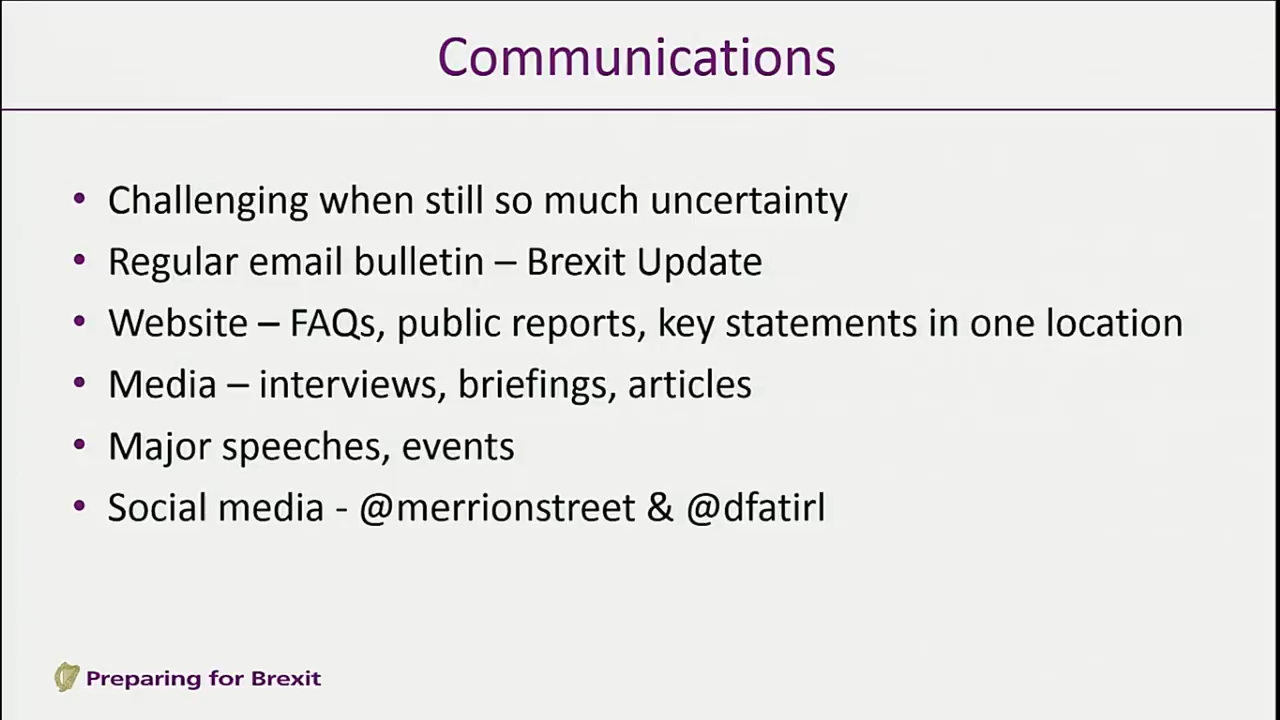 Communications
• Challenging when still so much uncertainty
• Regular email bulletin – Brexit Update
• Website – FAQs, public reports, key statements in one location
• Media – interviews, briefings, articles
• Major speeches, events
• Social media - @merrionstreet & @dfatirl
Preparing for Brexit